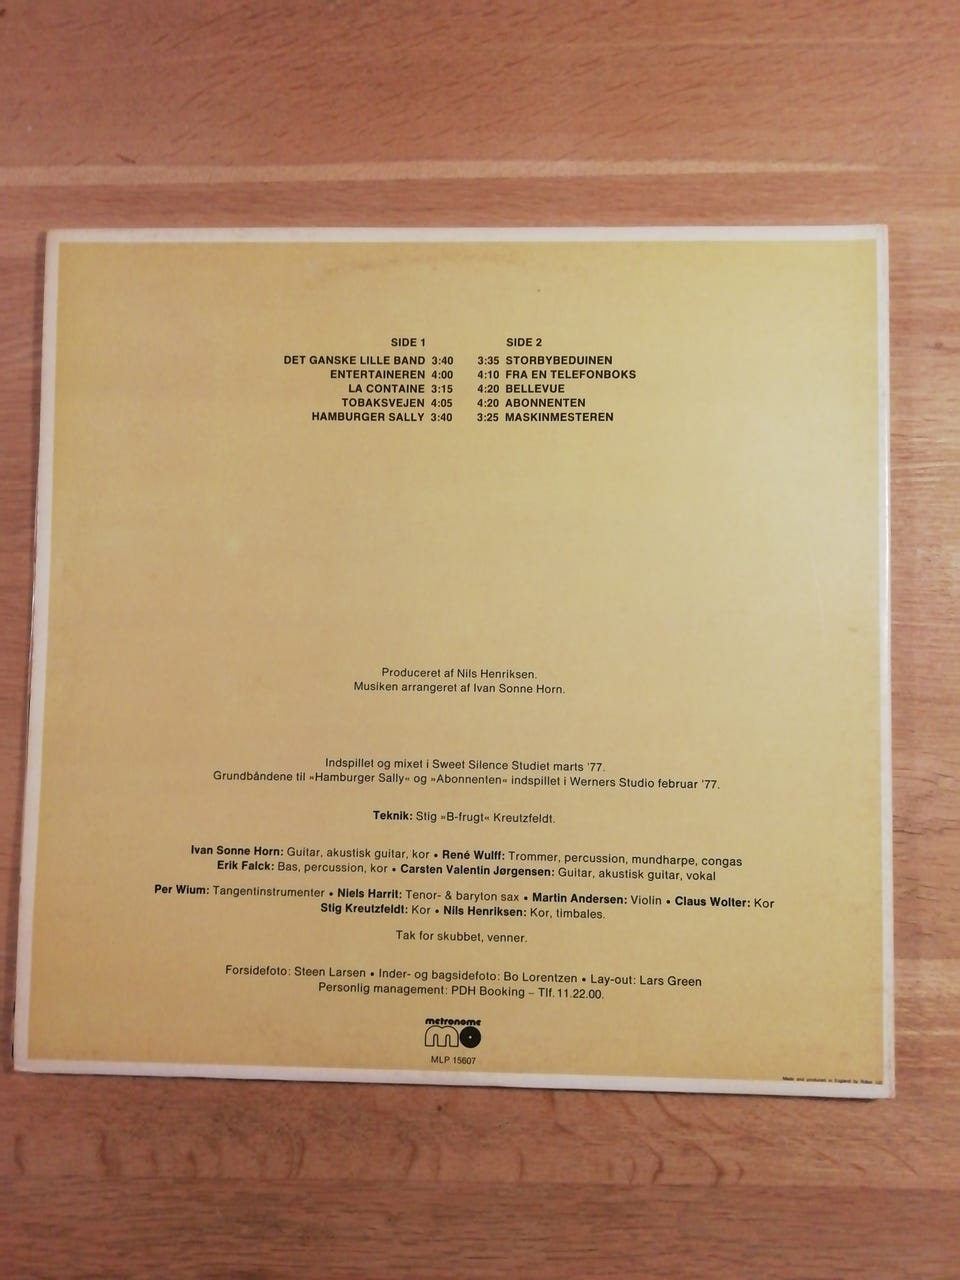 SIDE 1
DET GANSKE LILLE BAND 3:40
ENTERTAINEREN 4:00
LA CONTAINE 3:15
TOBAKSVEJEN 4:05
HAMBURGER SALLY 3:40
SIDE 2
3:35 STORBYBEDUINEN
4:10 FRA EN TELEFONBOKS
4:20 BELLEVUE
4:20 ABONNENTEN
3:25 MASKINMESTEREN
Produceret af Nils Henriksen.
Musiken arrangeret af Ivan Sonne Horn.
Indspillet og mixet i Sweet Silence Studiet marts '77.
Grundbåndene til »Hamburger Sally« og »Abonnenten« indspillet i Werners Studio februar '77.
Teknik: Stig »B-frugt« Kreutzfeldt.
Ivan Sonne Horn: Guitar, akustisk guitar, kor • René Wulff: Trommer, percussion, mundharpe, congas
Erik Falck: Bas, percussion, kor • Carsten Valentin Jørgensen: Guitar, akustisk guitar, vokal
Per Wium: Tangentinstrumenter • Niels Harrit: Tenor- & baryton sax • Martin Andersen: Violin • Claus Wolter: Kor
Stig Kreutzfeldt: Kor • Nils Henriksen: Kor, timbales.
Tak for skubbet, venner.
Forsidefoto: Steen Larsen • Inder- og bagsidefoto: Bo Lorentzen • Lay-out: Lars Green
Personlig management: PDH Booking – Tlf. 11.22.00.
metronome
MLP 15607
Made and produced in England by